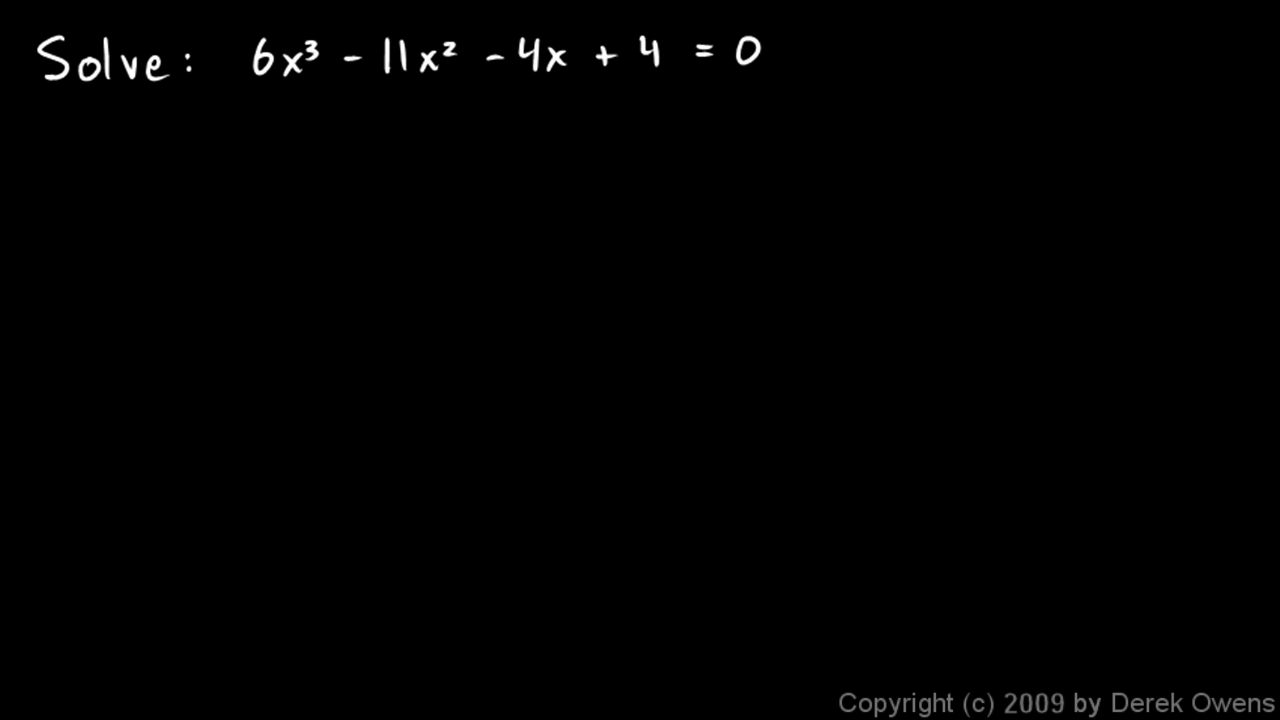 Solve: 6x³ - 11x² - 4x + 4 = 0
Copyright (c) 2009 by Derek Owens